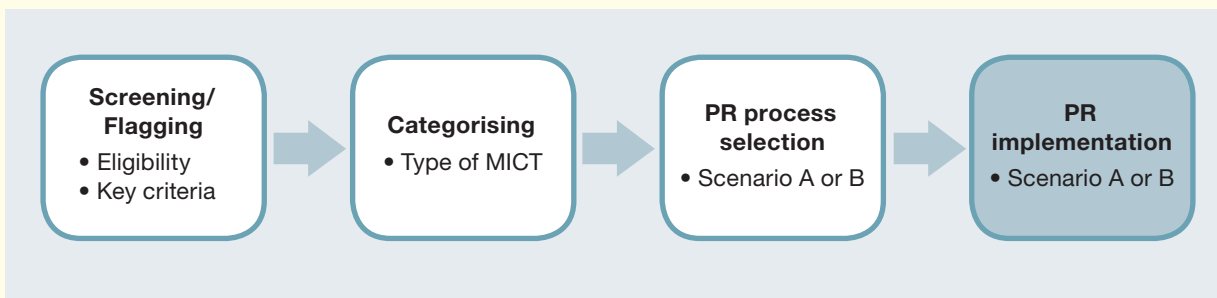 Screening/
Flagging
• Eligibility
• Key criteria
Categorising
• Type of MICT
PR process
selection
• Scenario A or B
PR
implementation
• Scenario A or B